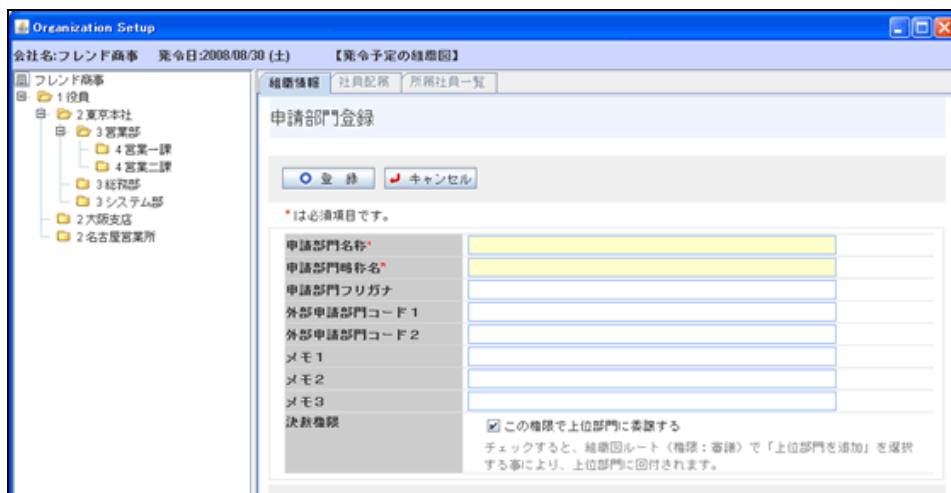 Organization Setup
会社名:フレンド商事 発令日:2008/08/30 (土) 【発令予定の組織図】
フレンド商事
1 役員
2 東京本社
3 営業部
4 営業一課
4 営業二課
3 総務部
3 システム部
2 大阪支店
2 名古屋営業所
組織情報 社員配属 所属社員一覧
申請部門登録
登 録 キャンセル
*は必須項目です。
申請部門名称*
申請部門略称名*
申請部門フリガナ
外部申請部門コード1
外部申請部門コード2
メモ1
メモ2
メモ3
決裁権限
この権限で上位部門に委譲する
チェックすると、組織図ルート(権限:審議)で「上位部門を追加」を選択
する事により、上位部門に回付されます。